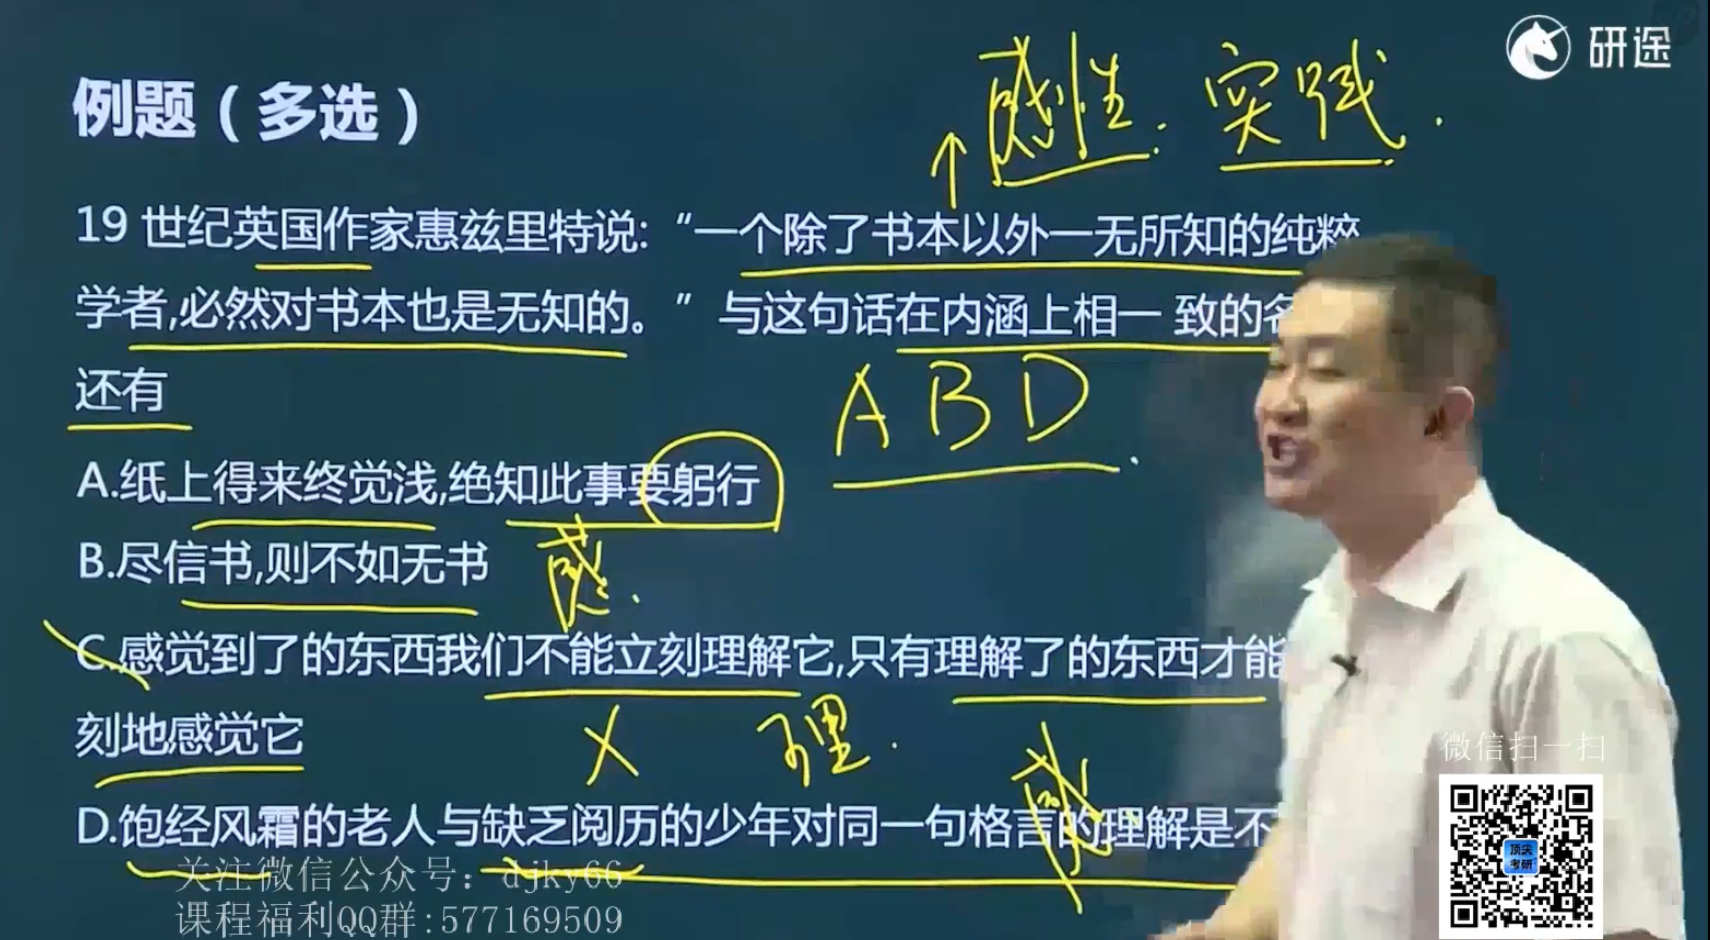 研途
感性. 实践.
例题（多选）
19 世纪英国作家惠兹里特说:“一个除了书本以外一无所知的纯粹
学者,必然对书本也是无知的。”与这句话在内涵上相一 致的名
还有
A B D
A.纸上得来终觉浅,绝知此事要躬行
B.尽信书,则不如无书
感.
C.感觉到了的东西我们不能立刻理解它,只有理解了的东西才能
刻地感觉它
理.
感
D.饱经风霜的老人与缺乏阅历的少年对同一句格言的理解是不
微信扫一扫
顶尖
考研
关注微信公众号：djky66
课程福利QQ群:577169509